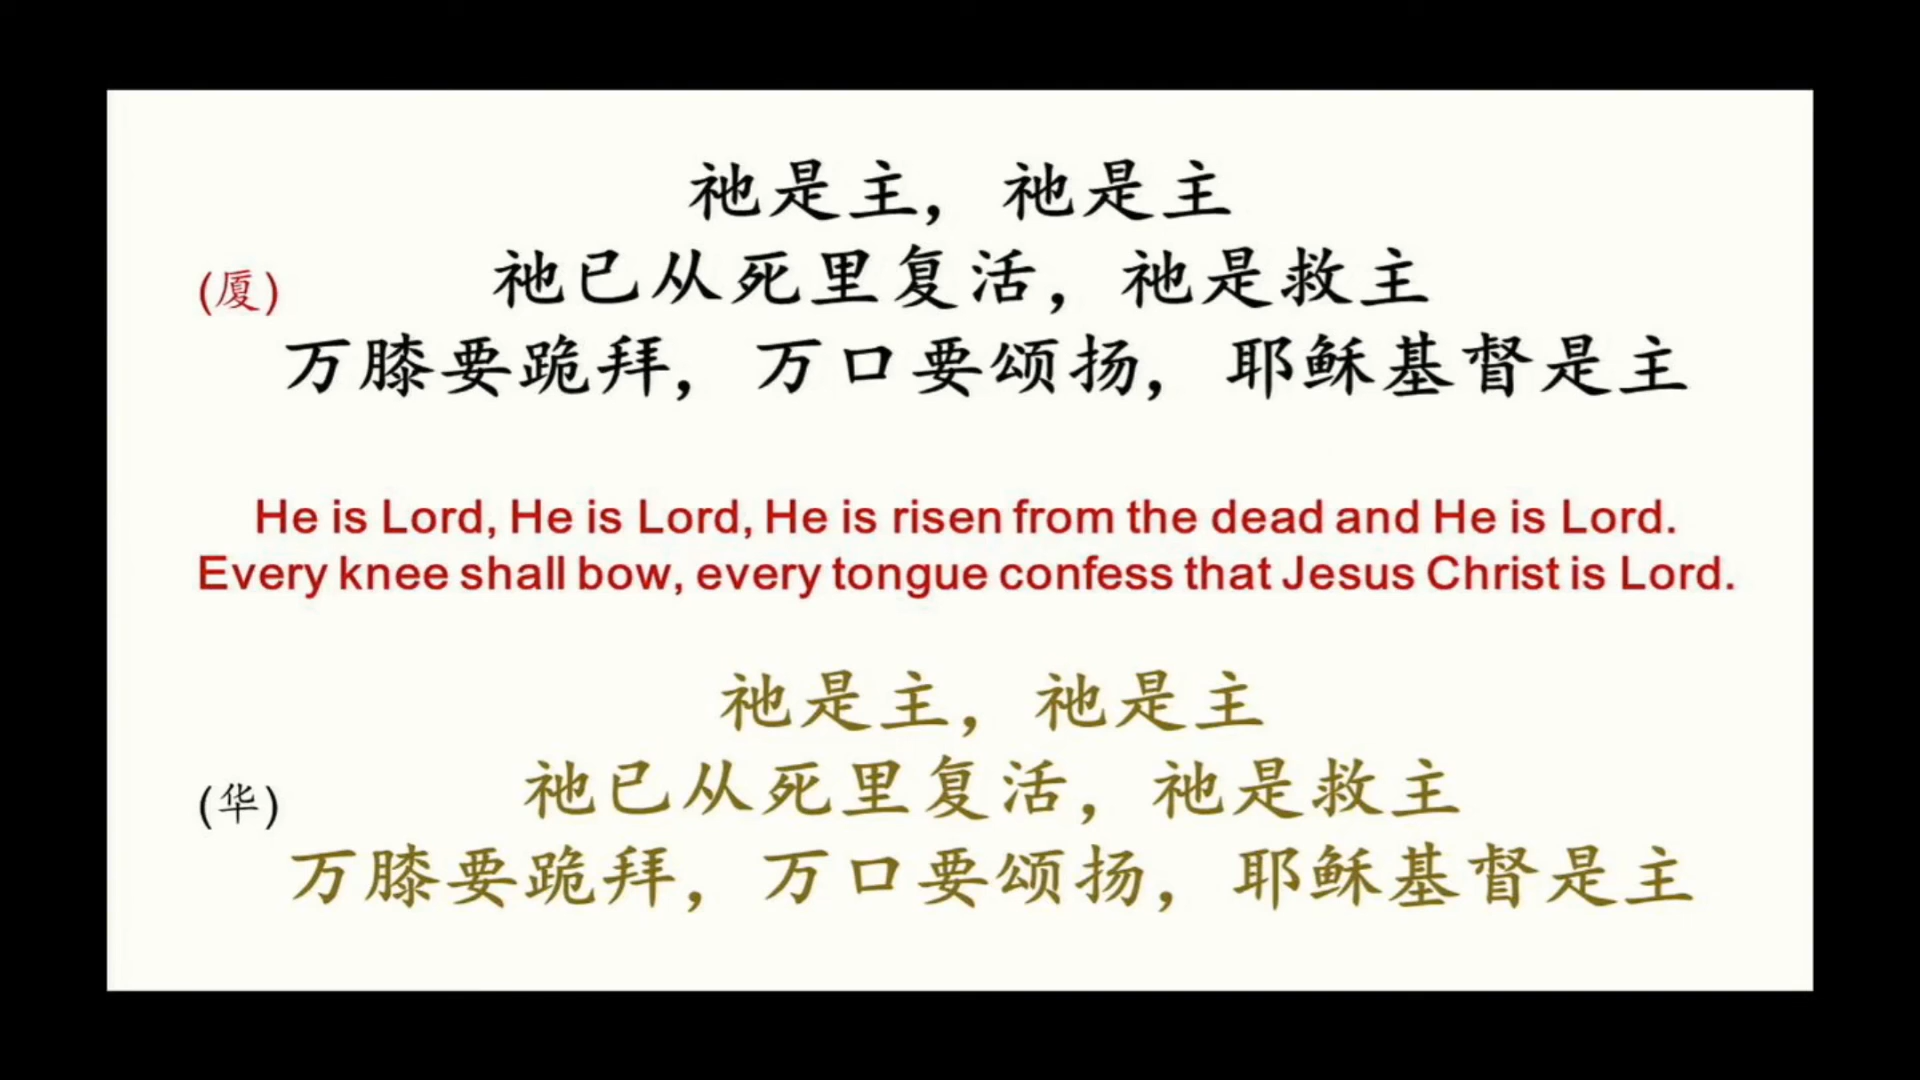 祂是主，祂是主
(厦)
祂已从死里复活，祂是救主
万膝要跪拜，万口要颂扬，耶稣基督是主
He is Lord, He is Lord, He is risen from the dead and He is Lord.
Every knee shall bow, every tongue confess that Jesus Christ is Lord.
祂是主，祂是主
(华)
祂已从死里复活，祂是救主
万膝要跪拜，万口要颂扬，耶稣基督是主